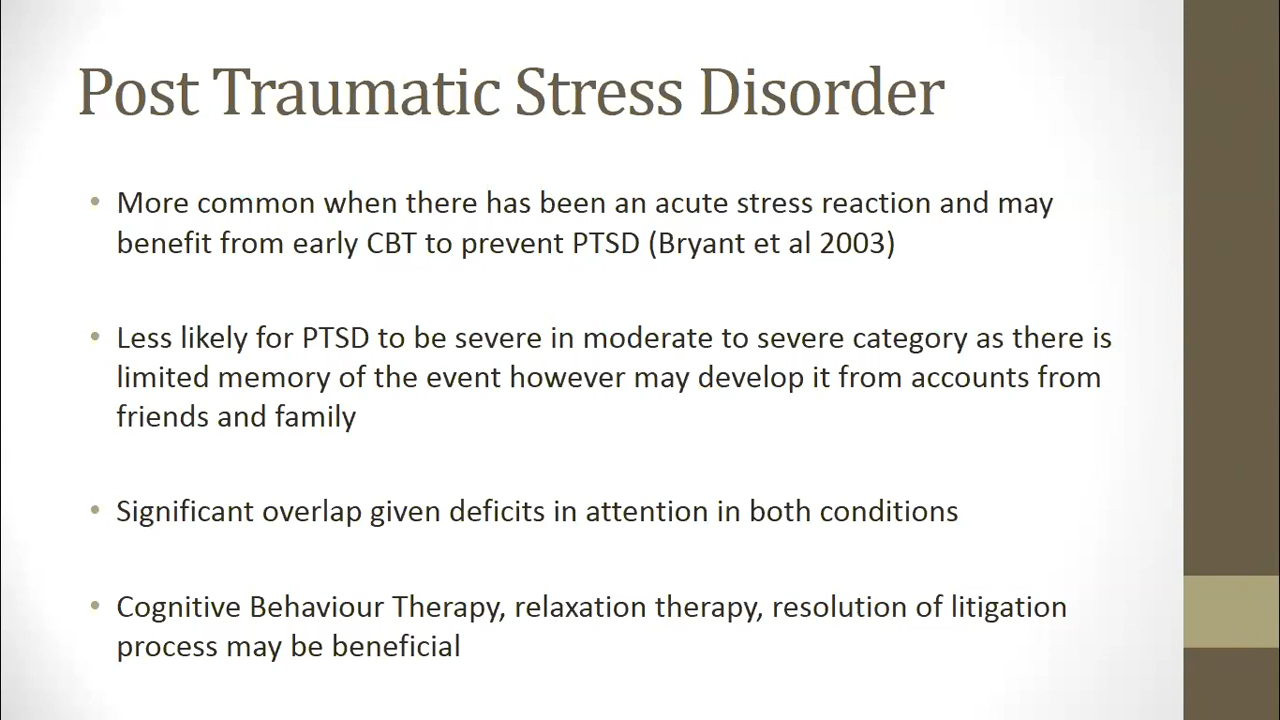 Post Traumatic Stress Disorder
• More common when there has been an acute stress reaction and may
benefit from early CBT to prevent PTSD (Bryant et al 2003)
• Less likely for PTSD to be severe in moderate to severe category as there is
limited memory of the event however may develop it from accounts from
friends and family
• Significant overlap given deficits in attention in both conditions
• Cognitive Behaviour Therapy, relaxation therapy, resolution of litigation
process may be beneficial